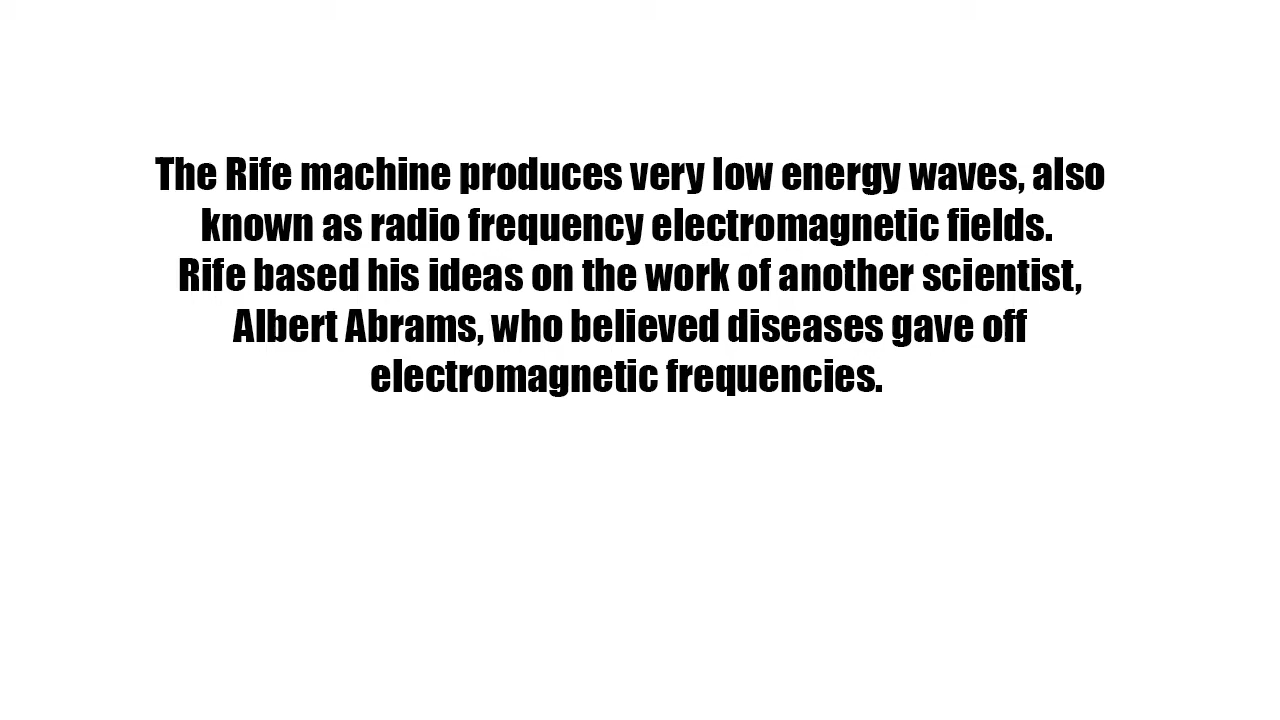 The Rife machine produces very low energy waves, also
known as radio frequency electromagnetic fields.
Rife based his ideas on the work of another scientist,
Albert Abrams, who believed diseases gave off
electromagnetic frequencies.